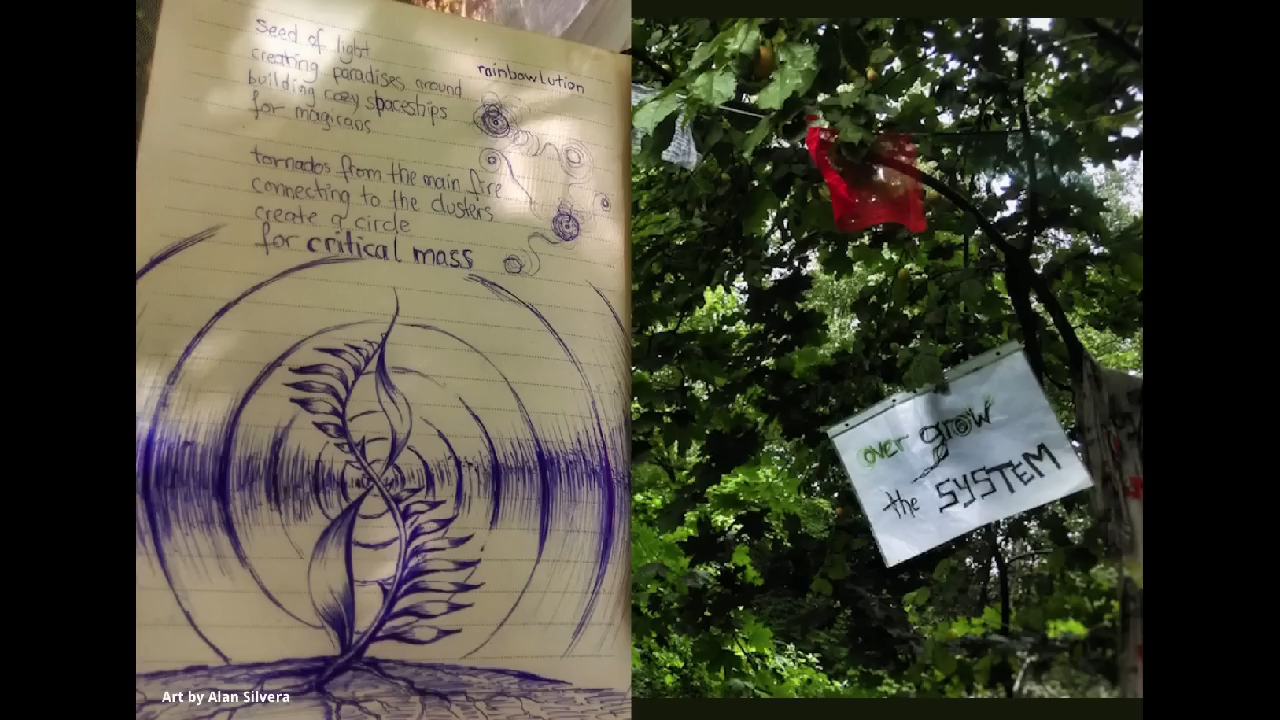 seed of light
creating paradises around
building cozy spaceships
for magicans
rainbowlution
tornados from the main fire
connecting to the clusters
create a circle
for critical mass
over grow
the SYSTEM
Art by Alan Silvera